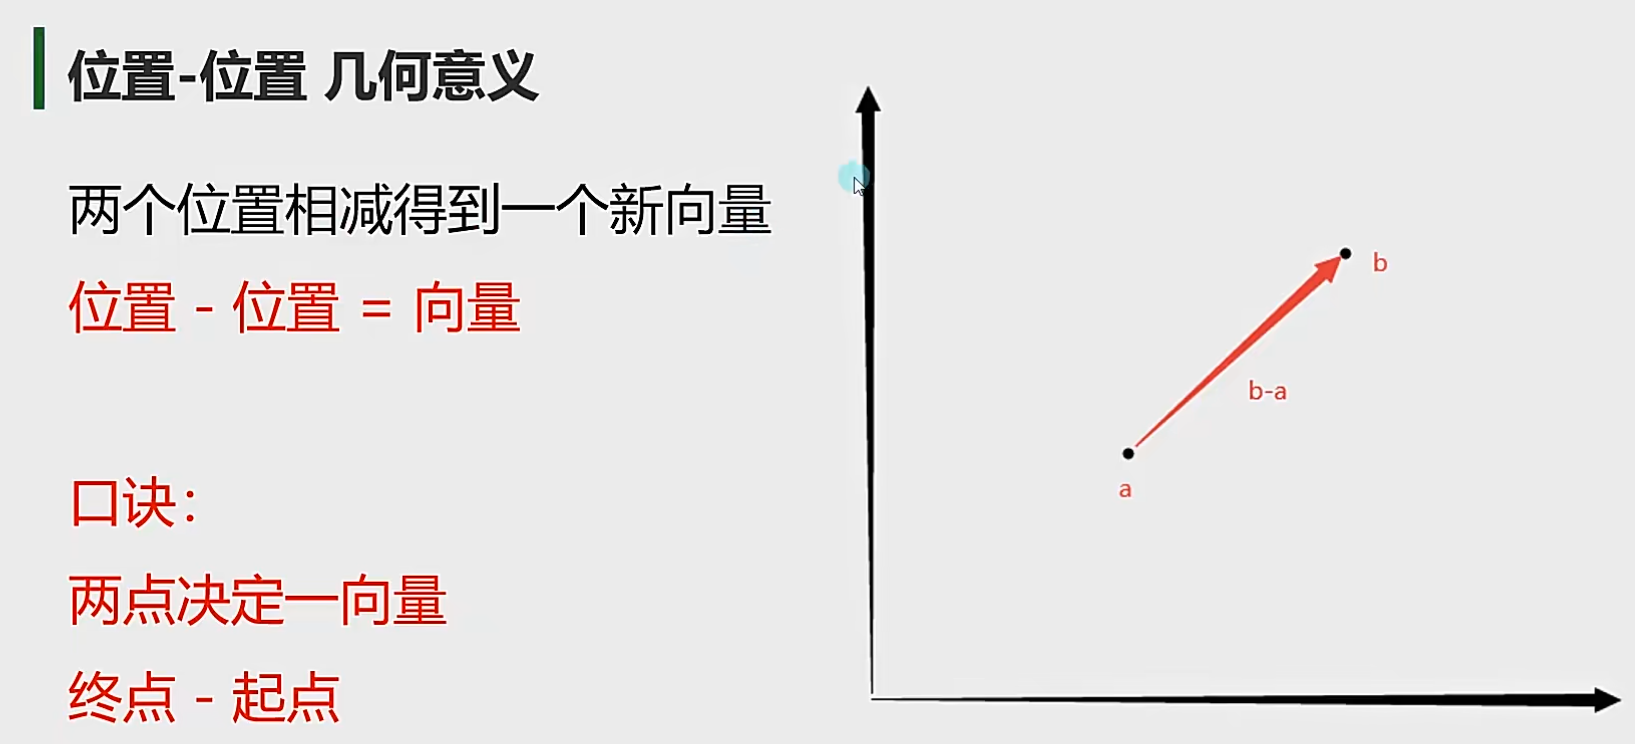 位置-位置 几何意义
两个位置相减得到一个新向量
位置 - 位置 = 向量
口诀：
两点决定一向量
终点 - 起点
b
b-a
a